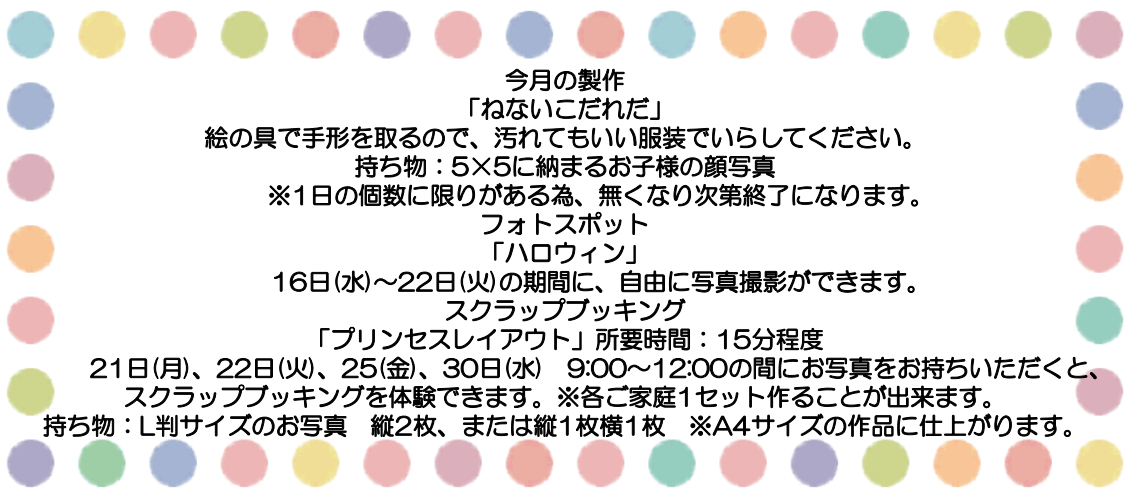 今月の製作
「ねないこだれだ」
絵の具で手形を取るので、汚れてもいい服装でいらしてください。
持ち物：5×5に納まるお子様の顔写真
※1日の個数に限りがある為、無くなり次第終了になります。
フォトスポット
「ハロウィン」
16日(水)～22日(火)の期間に、自由に写真撮影ができます。
スクラップブッキング
「プリンセスレイアウト」所要時間：15分程度
21日(月)、22日(火)、25(金)、30日(水)　9:00～12:00の間にお写真をお持ちいただくと、
スクラップブッキングを体験できます。※各ご家庭1セット作ることが出来ます。
持ち物：L判サイズのお写真　縦2枚、または縦1枚横1枚　※A4サイズの作品に仕上がります。